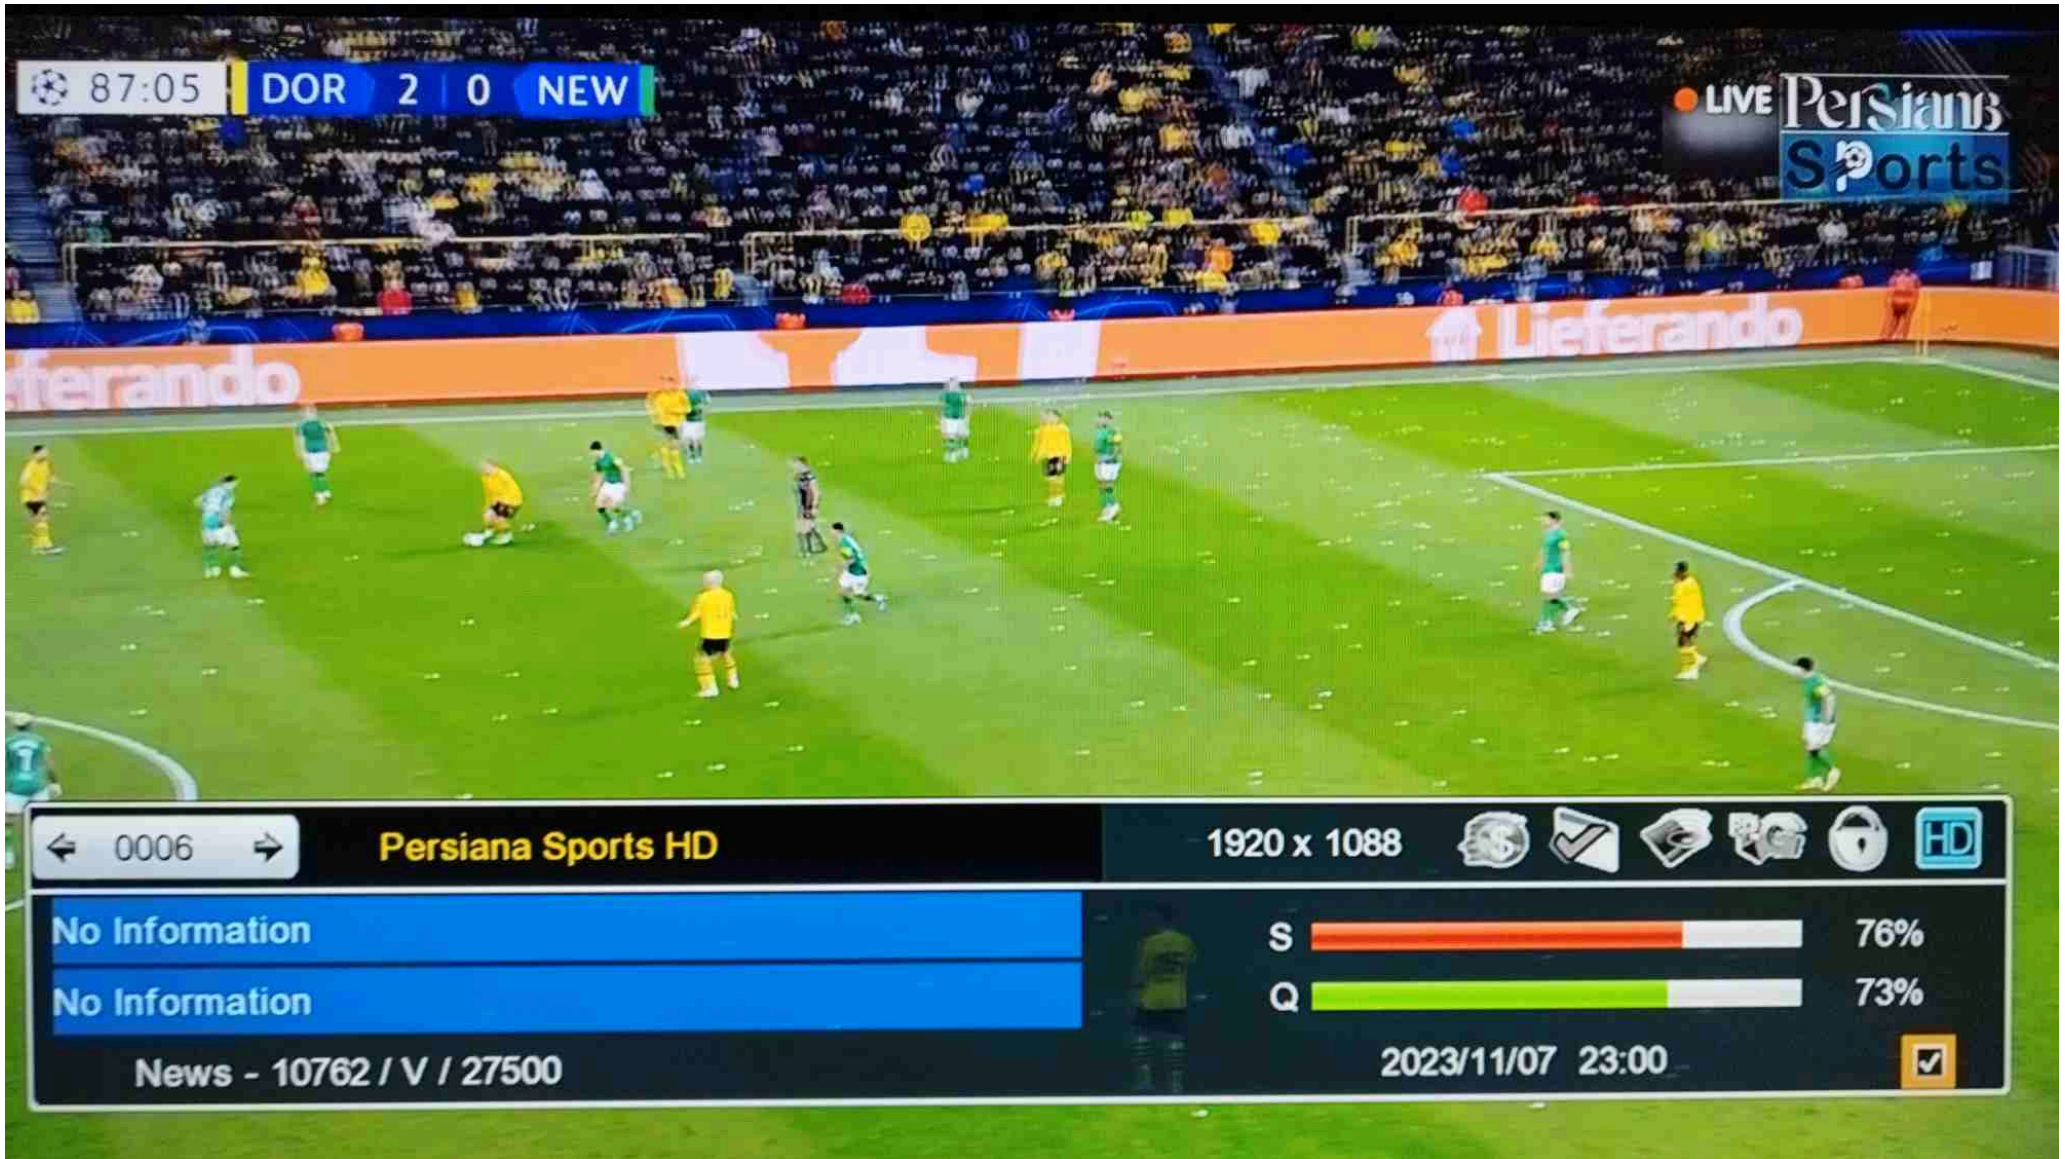 87:05 DOR 2 0 NEW
LIVE Persiana
Sports
ferando
Lieferando
0006 Persiana Sports HD 1920 x 1088 HD
No Information
S 76%
No Information
Q 73%
News - 10762 / V / 27500 2023/11/07 23:00